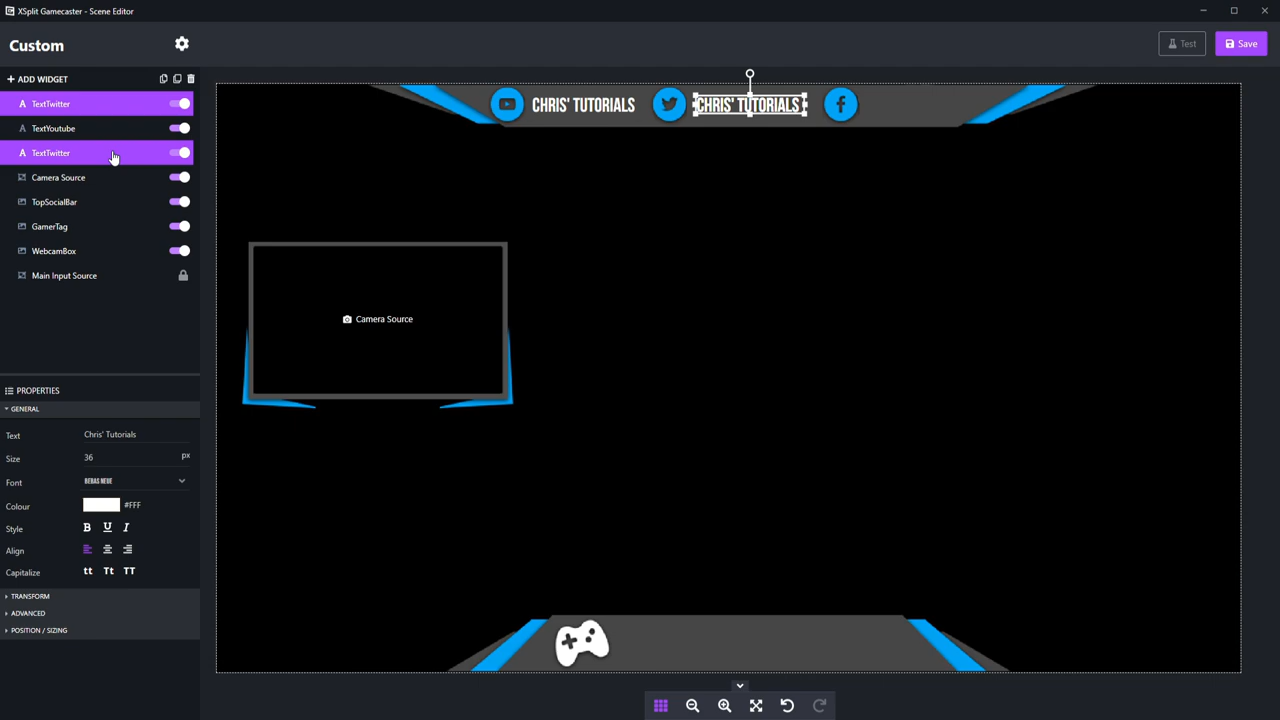 XSplit Gamecaster - Scene Editor
Custom
Test
Save
ADD WIDGET
TextTwitter
TextYoutube
TextTwitter
Camera Source
TopSocialBar
GamerTag
WebcamBox
Main Input Source
CHRIS' TUTORIALS
CHRIS' TUTORIALS
Camera Source
PROPERTIES
GENERAL
Text Chris' Tutorials
Size 36 px
Font BEBAS NEUE
Colour #FFF
Style B U I
Align
Capitalize tt Tt TT
TRANSFORM
ADVANCED
POSITION / SIZING